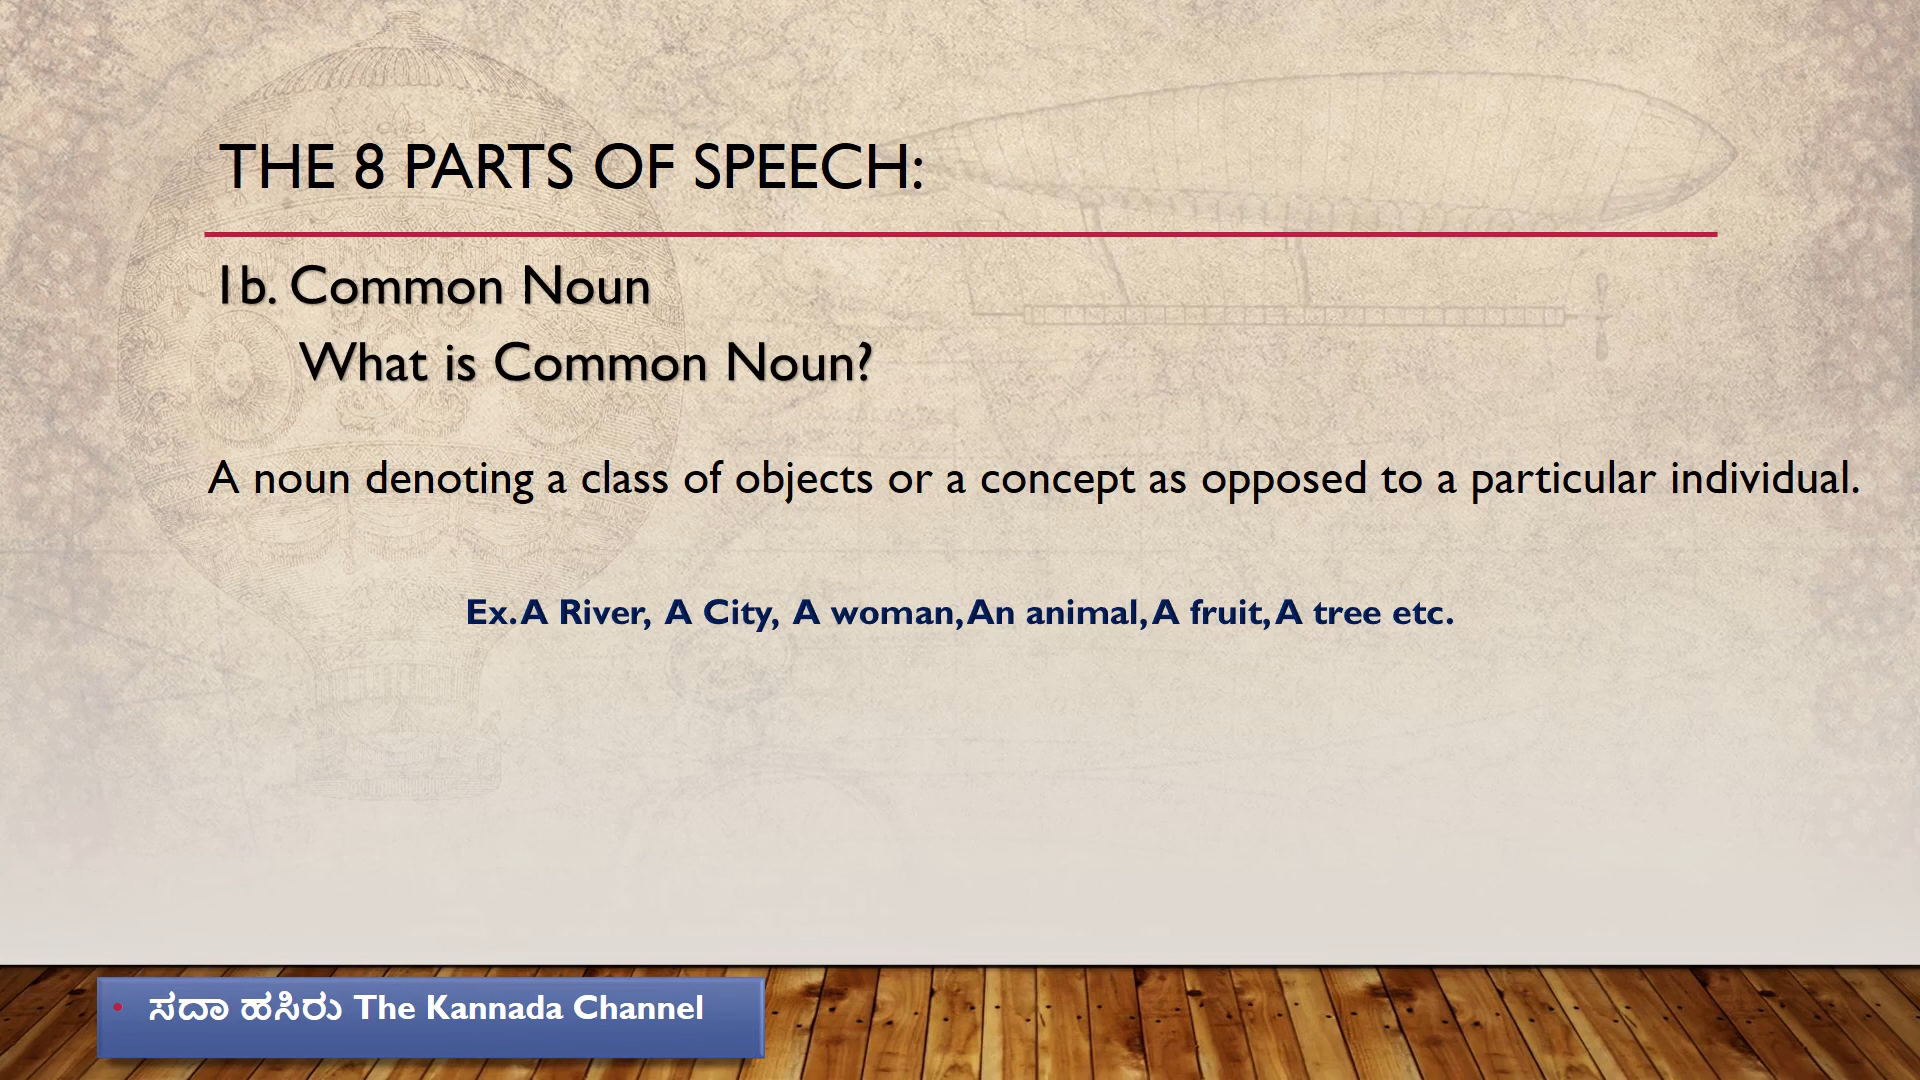 THE 8 PARTS OF SPEECH:
1b. Common Noun
What is Common Noun?
A noun denoting a class of objects or a concept as opposed to a particular individual.
Ex. A River, A City, A woman, An animal, A fruit, A tree etc.
• ಸದಾ ಹಸಿರು The Kannada Channel